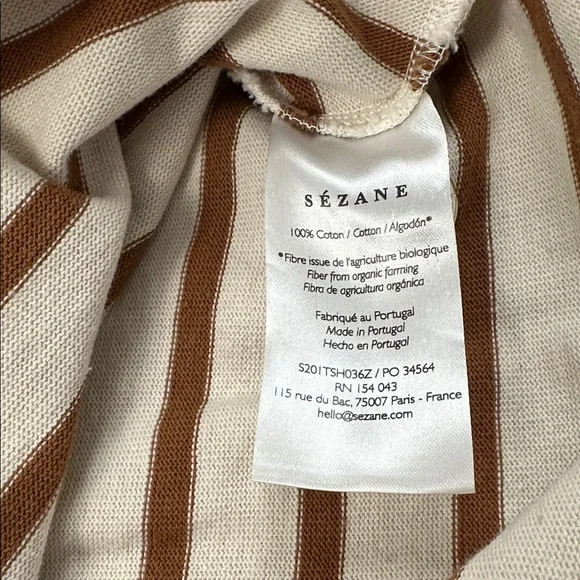 SÉZANE
100% Coton / Cotton / Algodón*
*Fibre issue de l'agriculture biologique
Fiber from organic farming
Fibra de agricultura orgánica
Fabriqué au Portugal
Made in Portugal
Hecho en Portugal
S201TSH036Z / PO 34564
RN 154 043
115 rue du Bac, 75007 Paris - France
hello@sezane.com